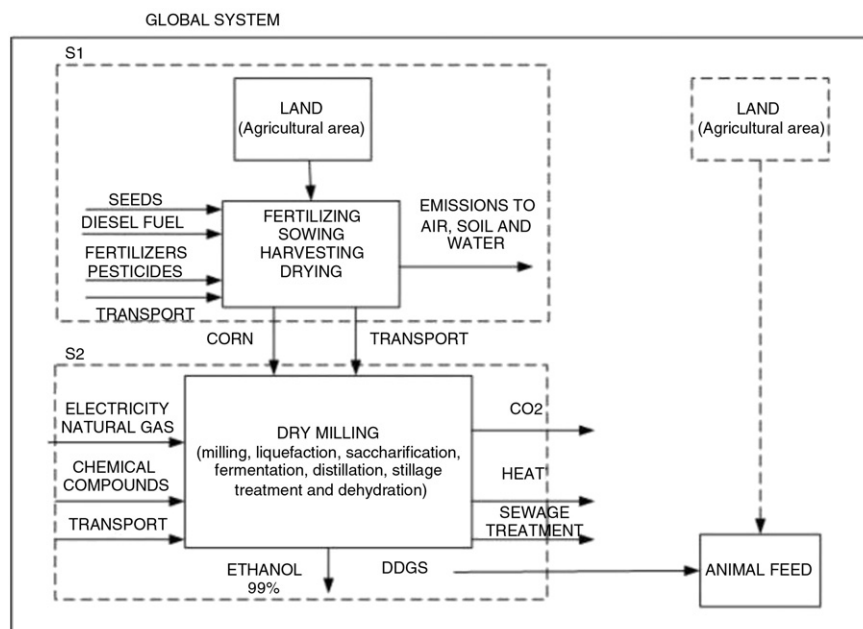 GLOBAL SYSTEM
S1
LAND
(Agricultural area)
LAND
(Agricultural area)
SEEDS
DIESEL FUEL
FERTILIZERS
PESTICIDES
TRANSPORT
FERTILIZING
SOWING
HARVESTING
DRYING
EMISSIONS TO
AIR, SOIL AND
WATER
CORN
TRANSPORT
S2
ELECTRICITY
NATURAL GAS
CHEMICAL
COMPOUNDS
TRANSPORT
DRY MILLING
(milling, liquefaction, saccharification,
fermentation, distillation, stillage
treatment and dehydration)
CO2
HEAT
SEWAGE
TREATMENT
ETHANOL
99%
DDGS
ANIMAL FEED